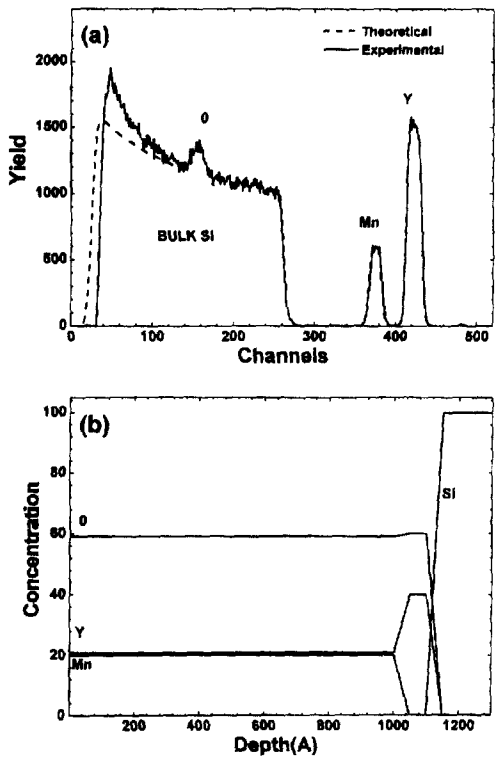 (a)
Theoretical
Experimental
Y
O
Mn
BULK Si
Yield
2000
1500
1000
500
0
0 100 200 300 400 500
Channels
(b)
100
80
60
40
20
0
O
Y
Mn
Si
Concentration
0 200 400 600 800 1000 1200
Depth(A)